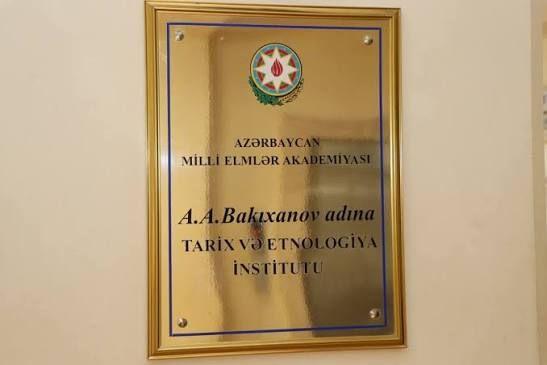 AZƏRBAYCAN
MİLLİ ELMLƏR AKADEMİYASI
A.A.Bakıxanov adına
TARİX VƏ ETNOLOGİYA
İNSTİTUTU